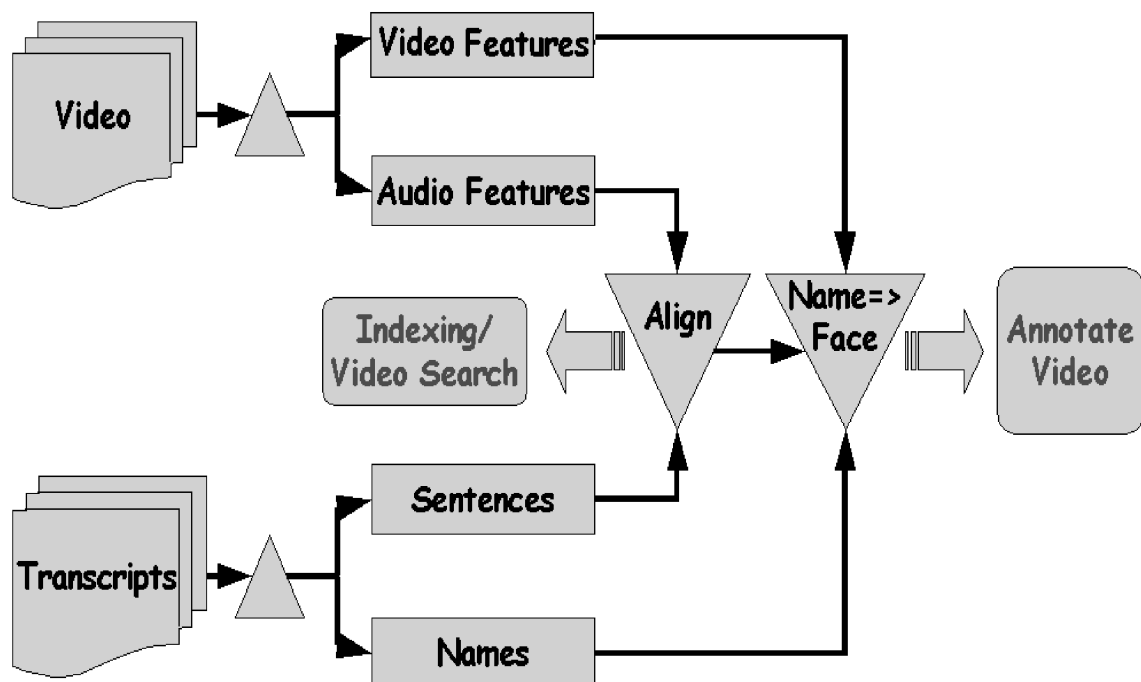 Video Features
Video
Audio Features
Align
Name=>
Face
Indexing/
Video Search
Annotate
Video
Sentences
Transcripts
Names